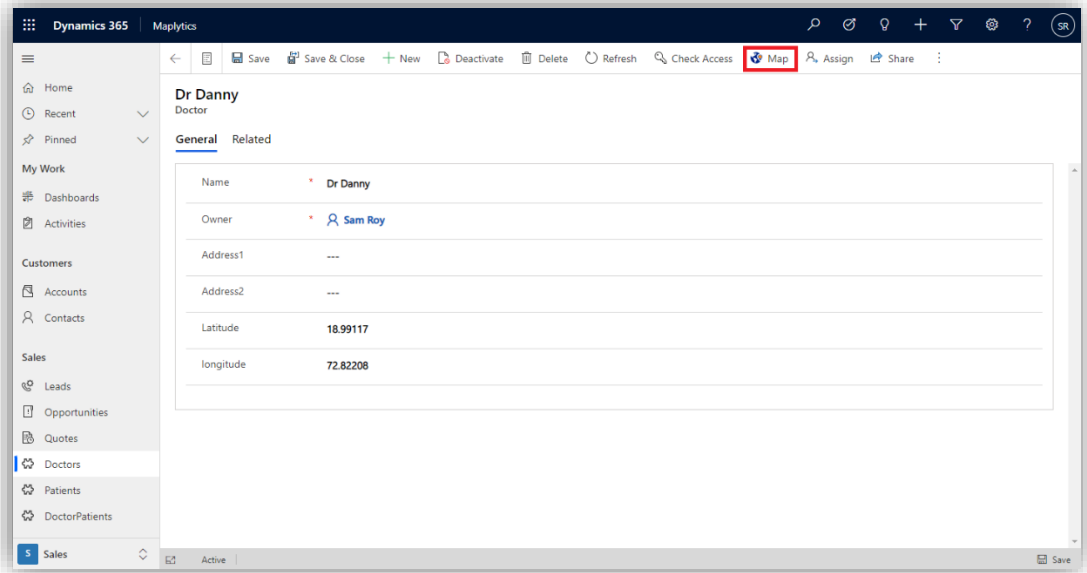 Dynamics 365 Maplytics SR
Save Save & Close New Deactivate Delete Refresh Check Access Map Assign Share
Home
Recent
Pinned
My Work
Dashboards
Activities
Customers
Accounts
Contacts
Sales
Leads
Opportunities
Quotes
Doctors
Patients
DoctorPatients
S Sales
Dr Danny
Doctor
General Related
Name * Dr Danny
Owner * Sam Roy
Address1 ---
Address2 ---
Latitude 18.99117
longitude 72.82208
Active Save